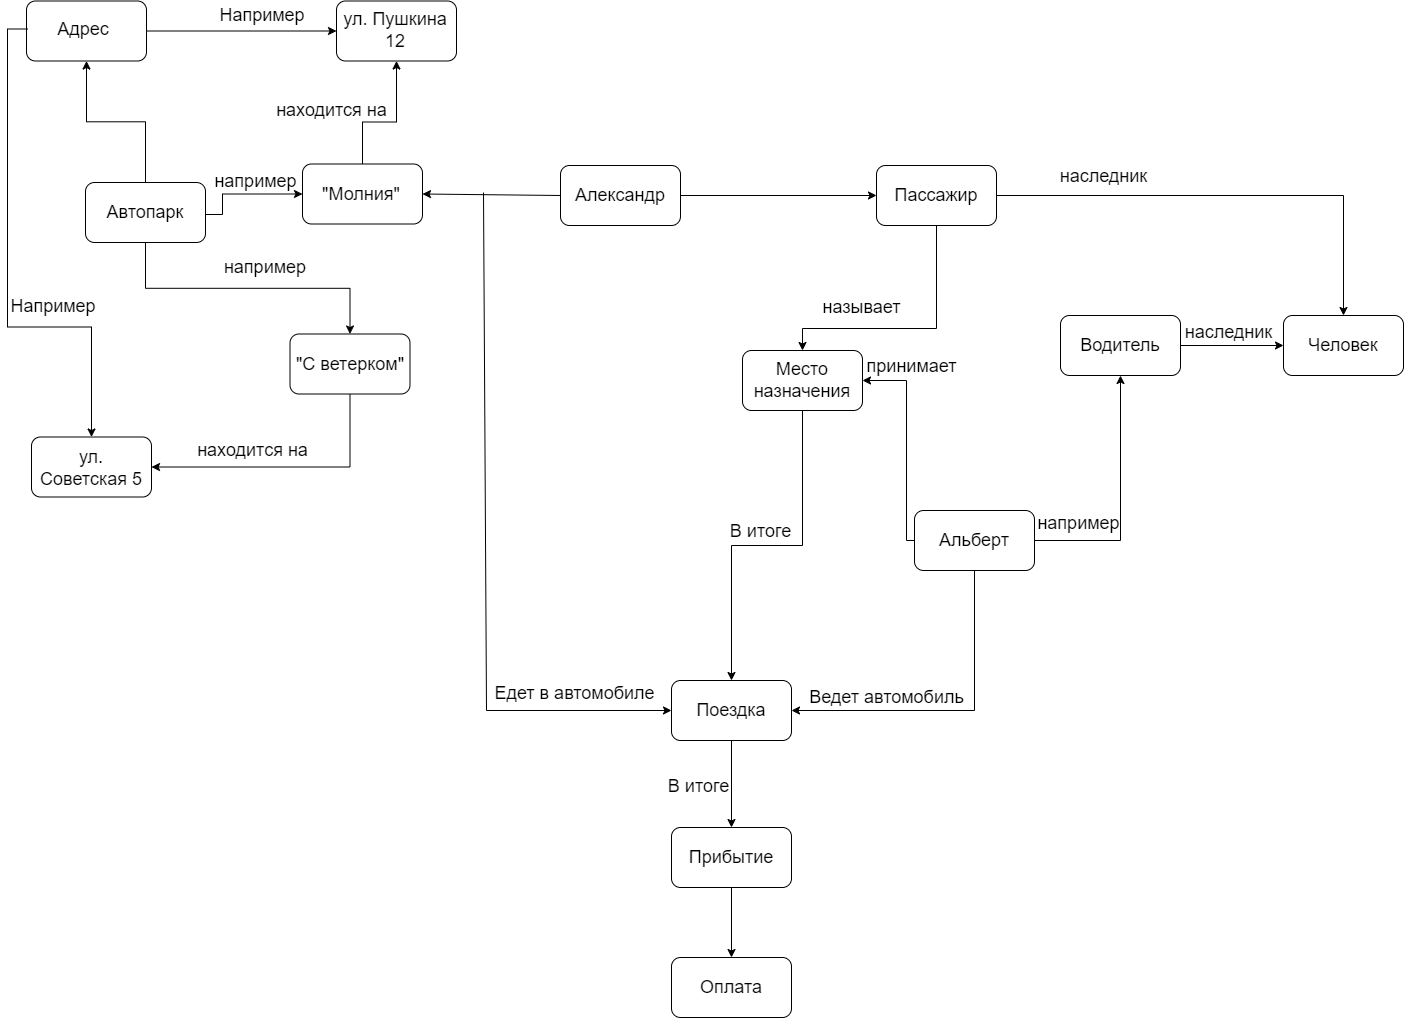 Адрес
Например
ул. Пушкина
12
находится на
Автопарк
например
"Молния"
Александр
Пассажир
наследник
например
Например
"С ветерком"
называет
Место
назначения
принимает
Водитель
наследник
Человек
ул.
Советская 5
находится на
В итоге
Альберт
например
Едет в автомобиле
Поездка
Ведет автомобиль
В итоге
Прибытие
Оплата